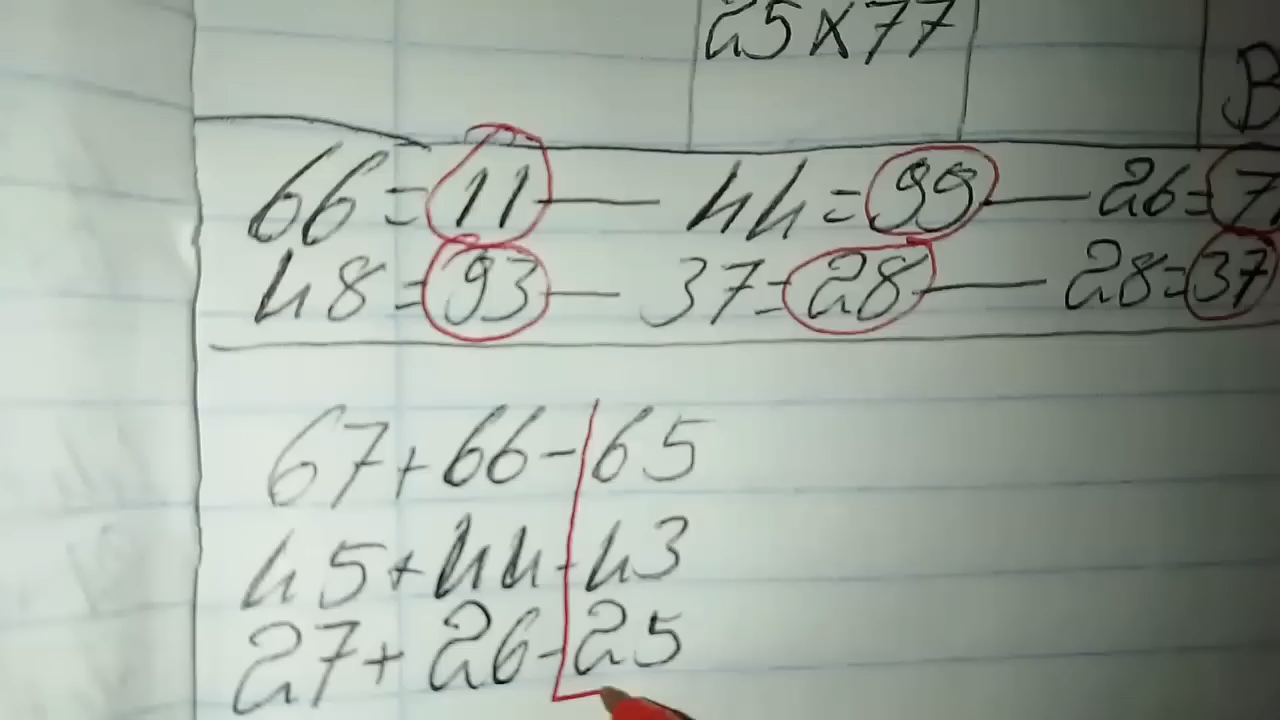 25X77
B
66=11— 44=99—26=7
48=93— 37=28—28=37
67+66-65
45+44-43
27+26-25